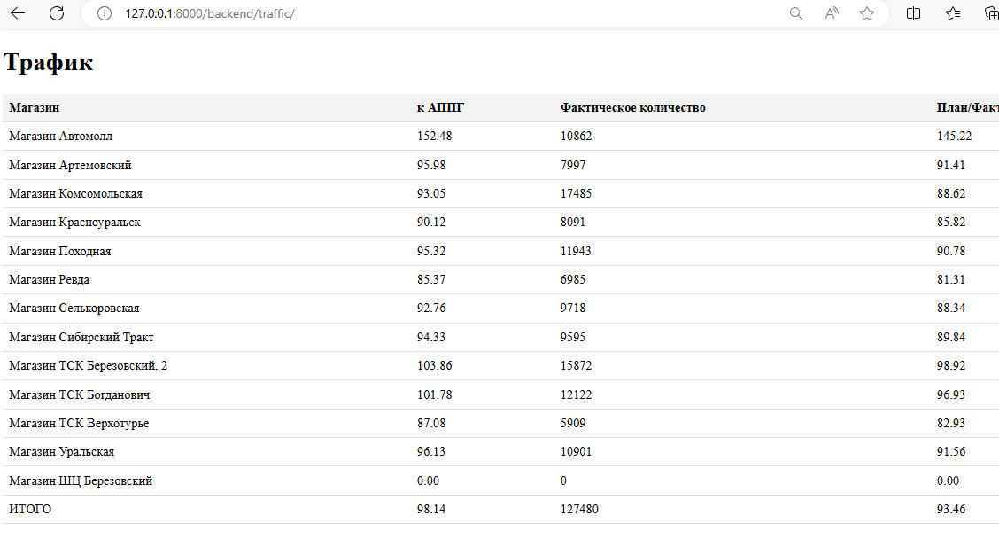 127.0.0.1:8000/backend/traffic/
Трафик
Магазин к АППГ Фактическое количество План/Факт
Магазин Автомолл 152.48 10862 145.22
Магазин Артемовский 95.98 7997 91.41
Магазин Комсомольская 93.05 17485 88.62
Магазин Красноуральск 90.12 8091 85.82
Магазин Походная 95.32 11943 90.78
Магазин Ревда 85.37 6985 81.31
Магазин Селькоровская 92.76 9718 88.34
Магазин Сибирский Тракт 94.33 9595 89.84
Магазин ТСК Березовский, 2 103.86 15872 98.92
Магазин ТСК Богданович 101.78 12122 96.93
Магазин ТСК Верхотурье 87.08 5909 82.93
Магазин Уральская 96.13 10901 91.56
Магазин ШЦ Березовский 0.00 0 0.00
ИТОГО 98.14 127480 93.46